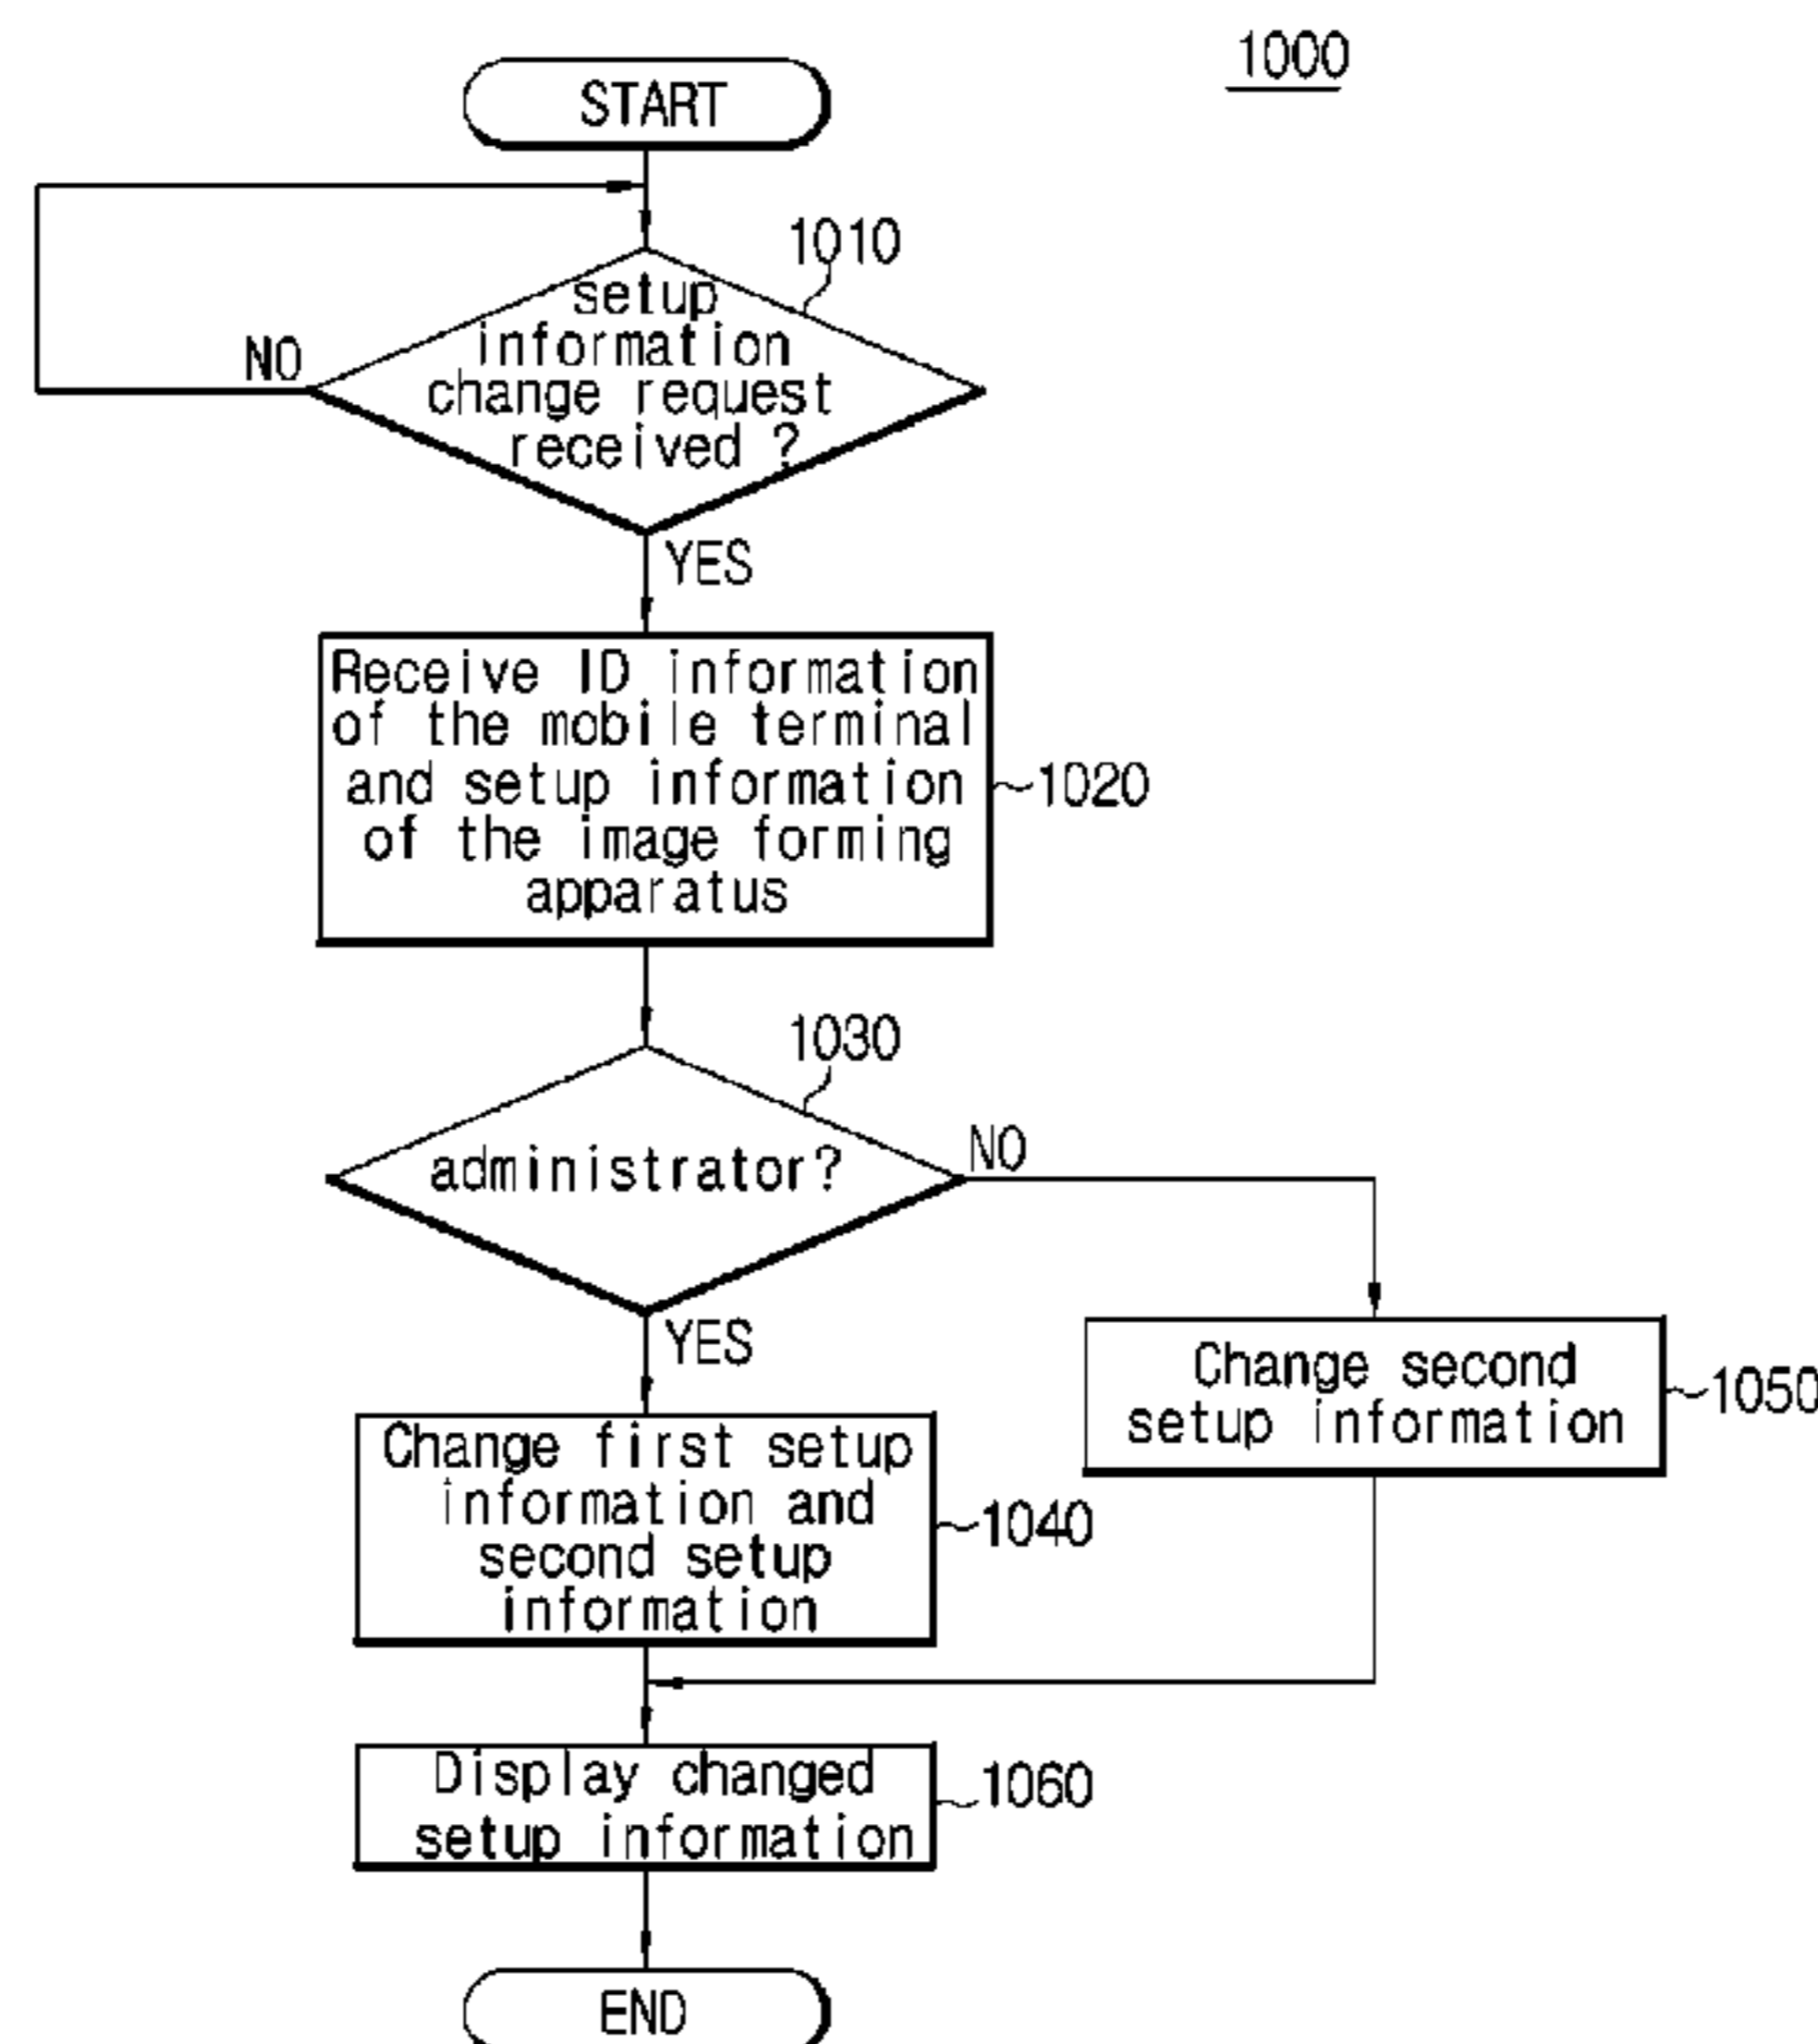 1000
START
1010
setup
information
change request
received ?
NO
YES
Receive ID information
of the mobile terminal
and setup information
of the image forming
apparatus
1020
1030
administrator?
NO
YES
Change second
setup information
1050
Change first setup
information and
second setup
information
1040
Display changed
setup information
1060
END